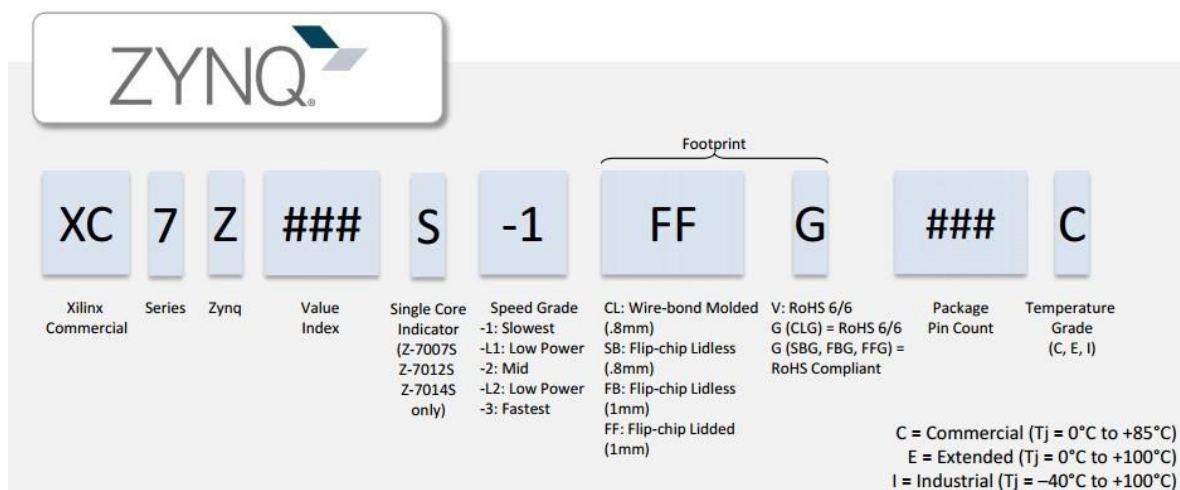 ZYNQ®
Footprint
XC 7 Z ### S -1 FF G ### C
Xilinx
Commercial
Series
Zynq
Value
Index
Single Core
Indicator
(Z-7007S
Z-7012S
Z-7014S
only)
Speed Grade
-1: Slowest
-L1: Low Power
-2: Mid
-L2: Low Power
-3: Fastest
CL: Wire-bond Molded
(.8mm)
SB: Flip-chip Lidless
(.8mm)
FB: Flip-chip Lidless
(1mm)
FF: Flip-chip Lidded
(1mm)
V: RoHS 6/6
G (CLG) = RoHS 6/6
G (SBG, FBG, FFG) =
RoHS Compliant
Package
Pin Count
Temperature
Grade
(C, E, I)
C = Commercial (Tj = 0°C to +85°C)
E = Extended (Tj = 0°C to +100°C)
I = Industrial (Tj = –40°C to +100°C)